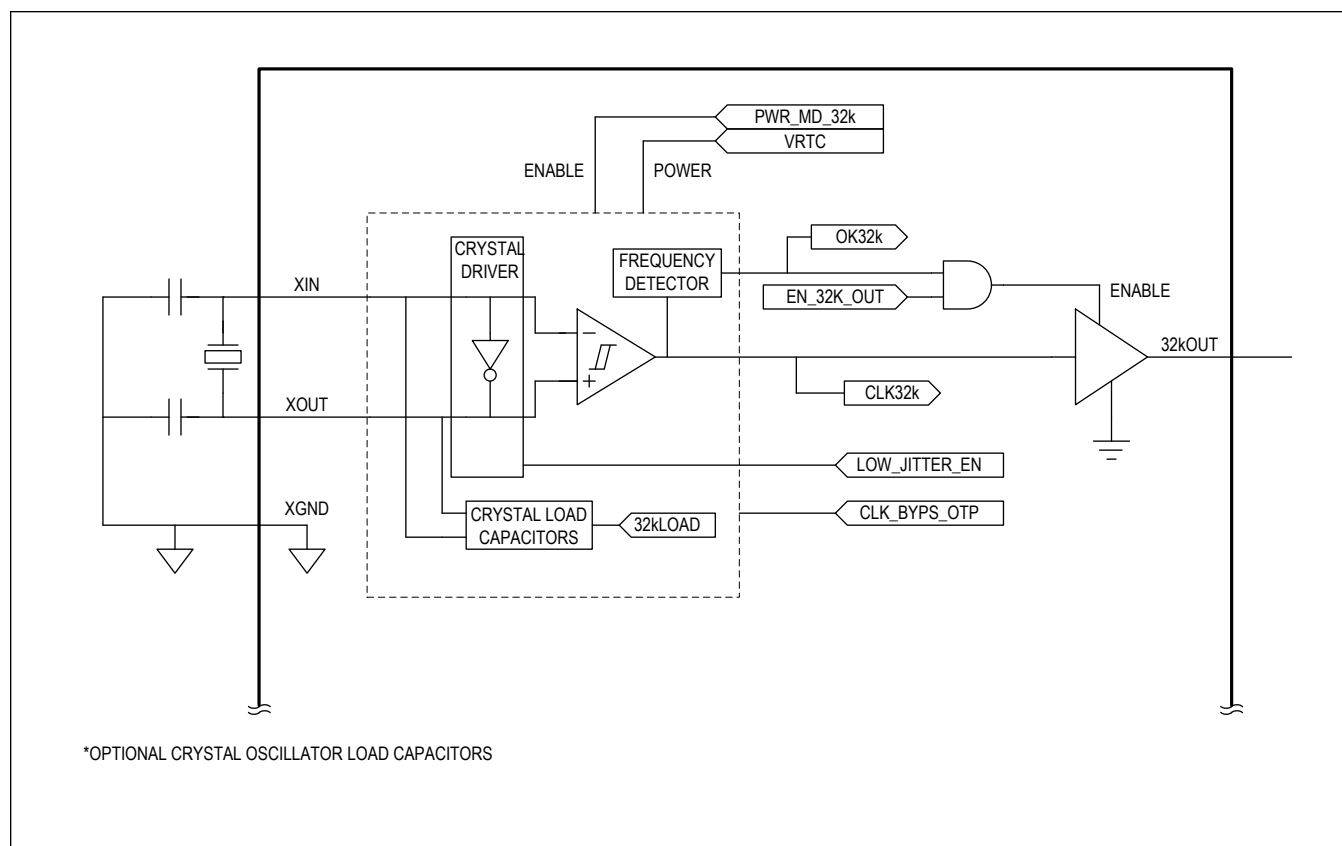 PWR_MD_32k
VRTC
ENABLE
POWER
OK32k
CRYSTAL
DRIVER
FREQUENCY
DETECTOR
XIN
EN_32K_OUT
ENABLE
−
32kOUT
+
XOUT
CLK32k
LOW_JITTER_EN
XGND
CRYSTAL LOAD
CAPACITORS
32kLOAD
CLK_BYPS_OTP
*OPTIONAL CRYSTAL OSCILLATOR LOAD CAPACITORS